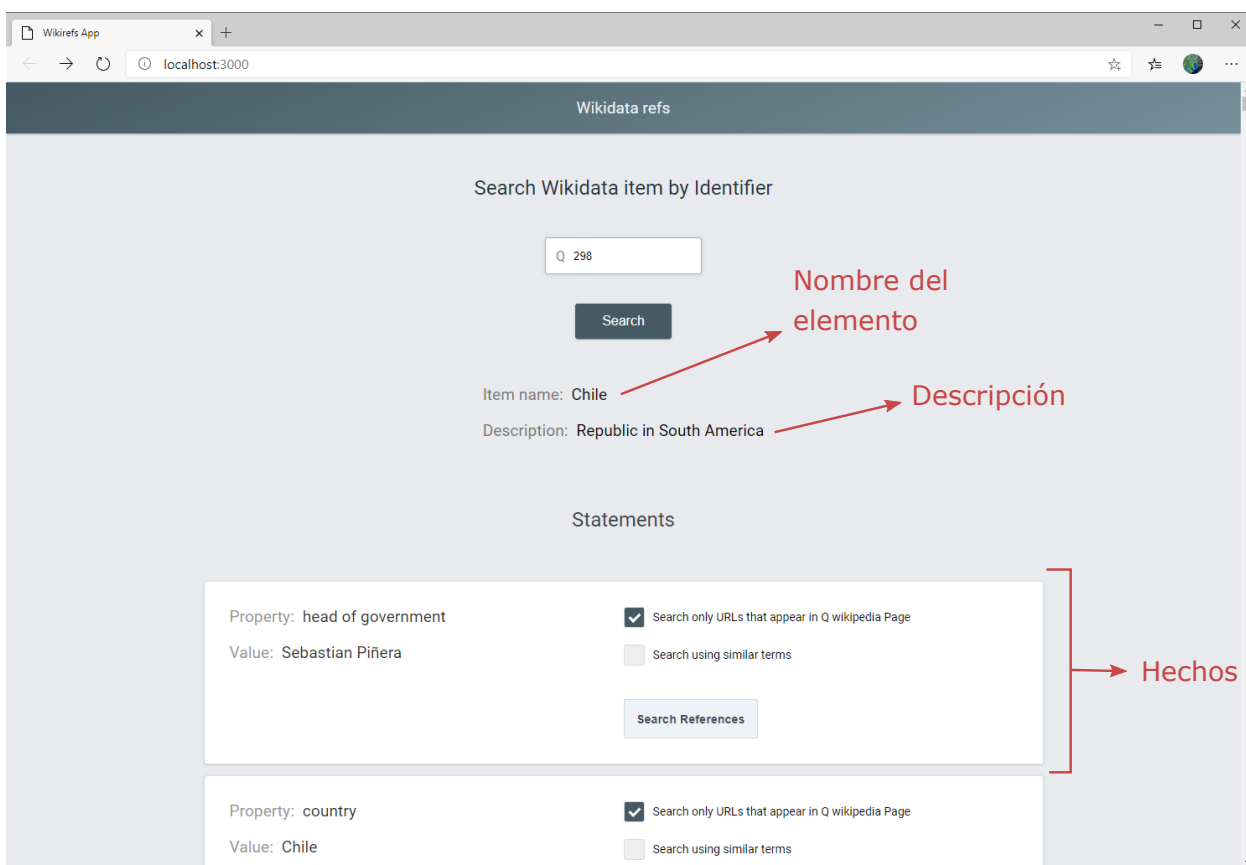 Wikirefs App
localhost:3000
Wikidata refs
Search Wikidata item by Identifier
Q 298
Nombre del
elemento
Search
Item name: Chile
Descripción
Description: Republic in South America
Statements
Property: head of government
Search only URLs that appear in Q wikipedia Page
Value: Sebastian Piñera
Search using similar terms
Hechos
Search References
Property: country
Search only URLs that appear in Q wikipedia Page
Value: Chile
Search using similar terms